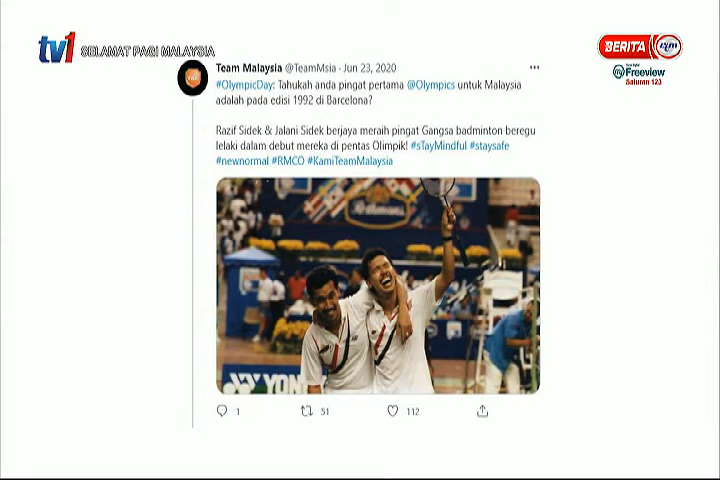 tv1 SELAMAT PAGI MALAYSIA
BERITA rtm
Freeview
Saluran 123
Team Malaysia @TeamMsia · Jun 23, 2020
#OlympicDay: Tahukah anda pingat pertama @Olympics untuk Malaysia
adalah pada edisi 1992 di Barcelona?
Razif Sidek & Jalani Sidek berjaya meraih pingat Gangsa badminton beregu
lelaki dalam debut mereka di pentas Olimpik! #sTayMindful #staysafe
#newnormal #RMCO #KamiTeamMalaysia
Rothmans
YONE
1 51 112